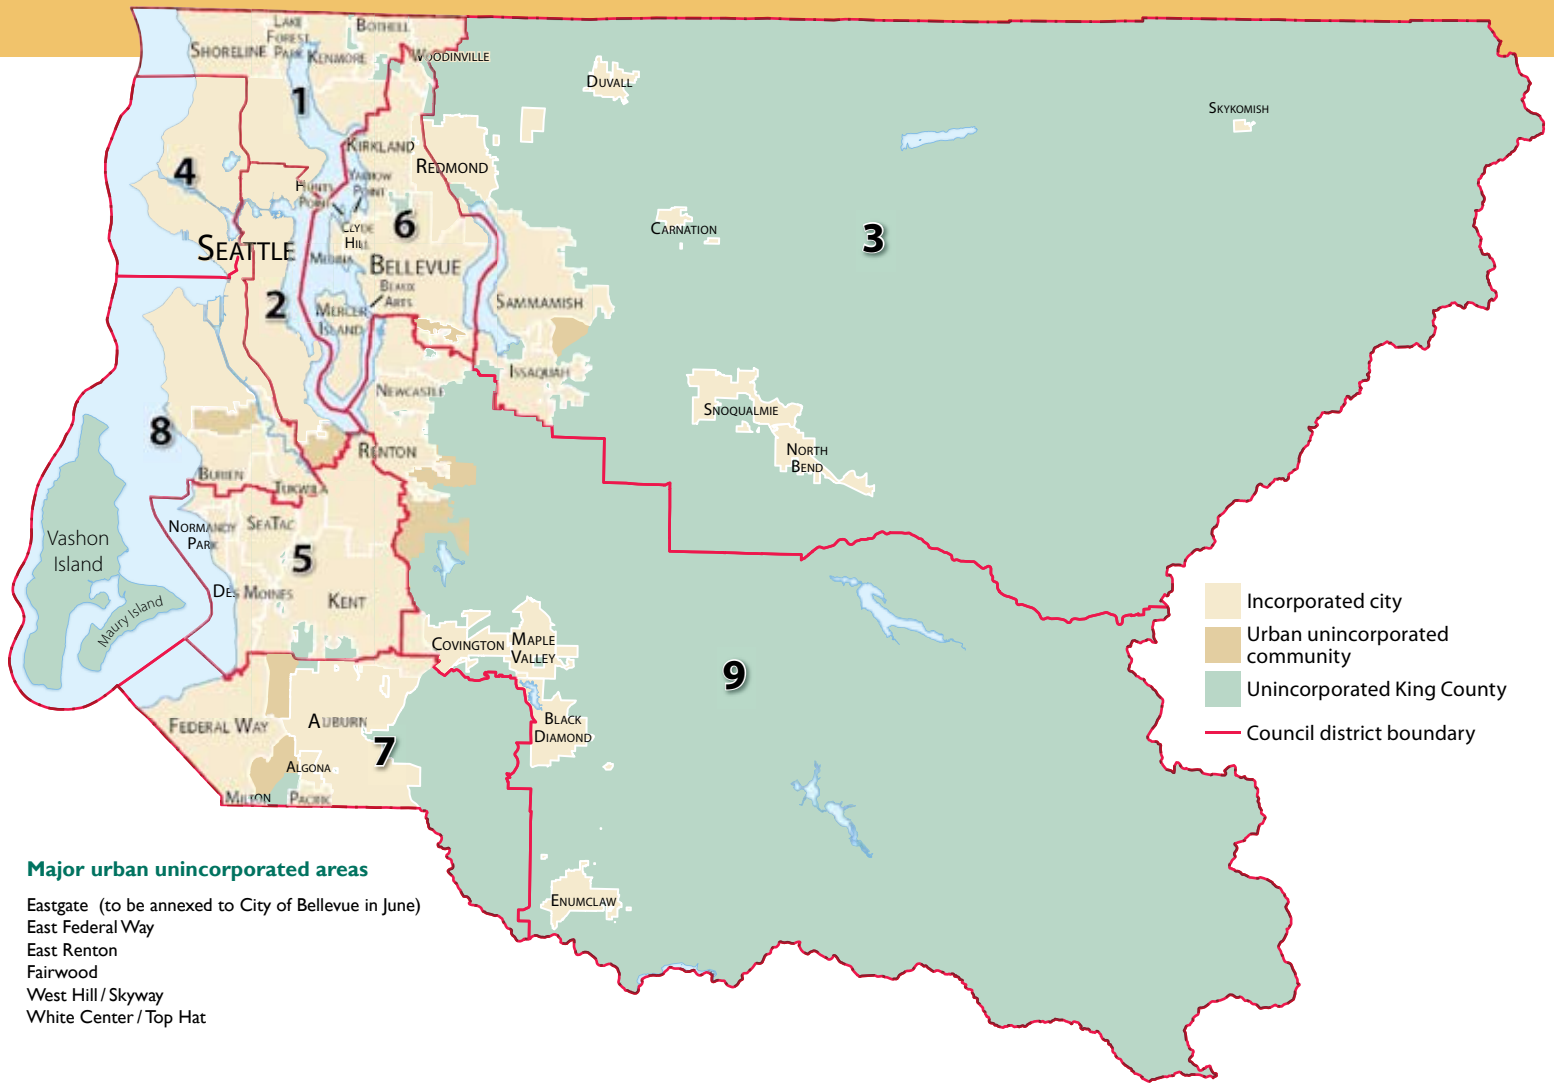 LAKE
FOREST
PARK
BOTHELL
SHORELINE
KENMORE
WOODINVILLE
DUVALL
SKYKOMISH
1
KIRKLAND
REDMOND
4
YARROW
POINT
HUNTS
POINT
6
CLYDE
HILL
CARNATION
3
SEATTLE
MEDINA
BELLEVUE
BEAUX
ARTS
2
MERCER
ISLAND
SAMMAMISH
ISSAQUAH
NEWCASTLE
SNOQUALMIE
8
RENTON
NORTH
BEND
BURIEN
TUKWILA
NORMANDY
PARK
SEATAC
Vashon
Island
5
DES MOINES
KENT
Maury Island
COVINGTON
MAPLE
VALLEY
9
FEDERAL WAY
AUBURN
BLACK
DIAMOND
7
ALGONA
MILTON
PACIFIC
ENUMCLAW
Incorporated city
Urban unincorporated
community
Unincorporated King County
Council district boundary
Major urban unincorporated areas
Eastgate (to be annexed to City of Bellevue in June)
East Federal Way
East Renton
Fairwood
West Hill / Skyway
White Center / Top Hat